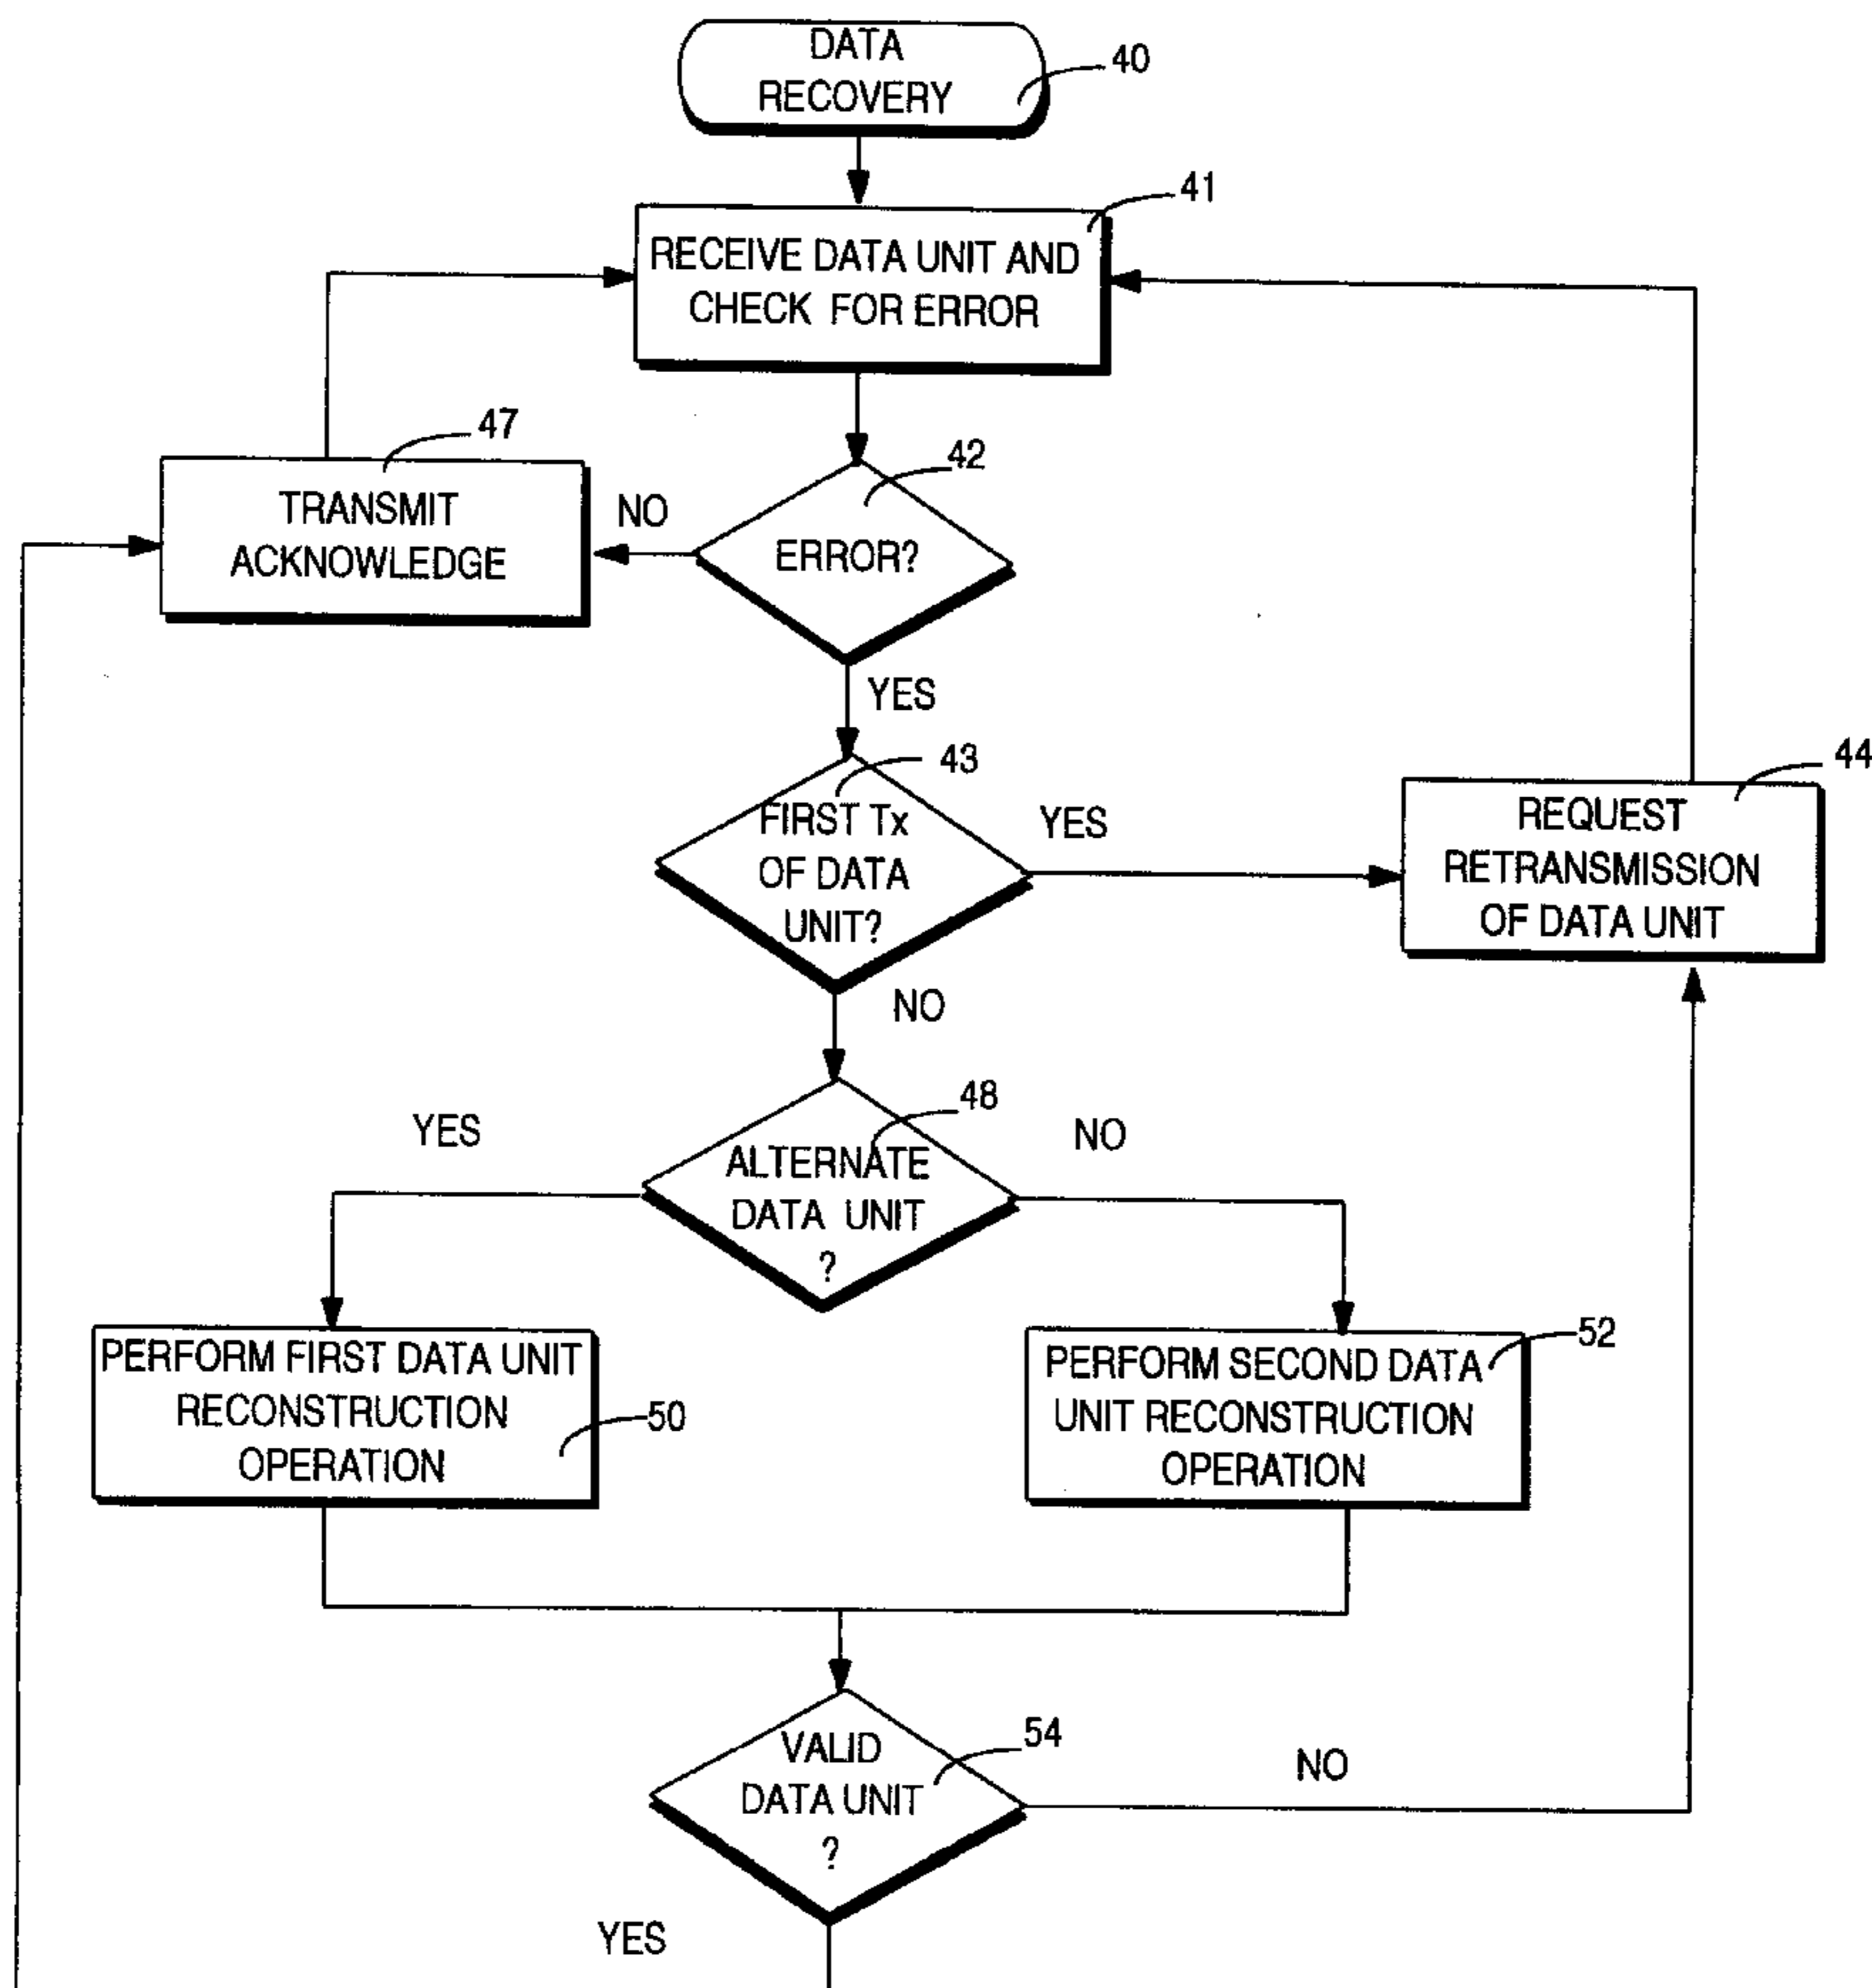 DATA
RECOVERY
40
41
RECEIVE DATA UNIT AND
CHECK FOR ERROR
47
TRANSMIT
ACKNOWLEDGE
NO
42
ERROR?
YES
43
FIRST Tx
OF DATA
UNIT?
YES
44
REQUEST
RETRANSMISSION
OF DATA UNIT
NO
48
YES
ALTERNATE
DATA UNIT
?
NO
PERFORM FIRST DATA UNIT
RECONSTRUCTION
OPERATION
50
PERFORM SECOND DATA
UNIT RECONSTRUCTION
OPERATION
52
VALID
DATA UNIT
?
54
NO
YES